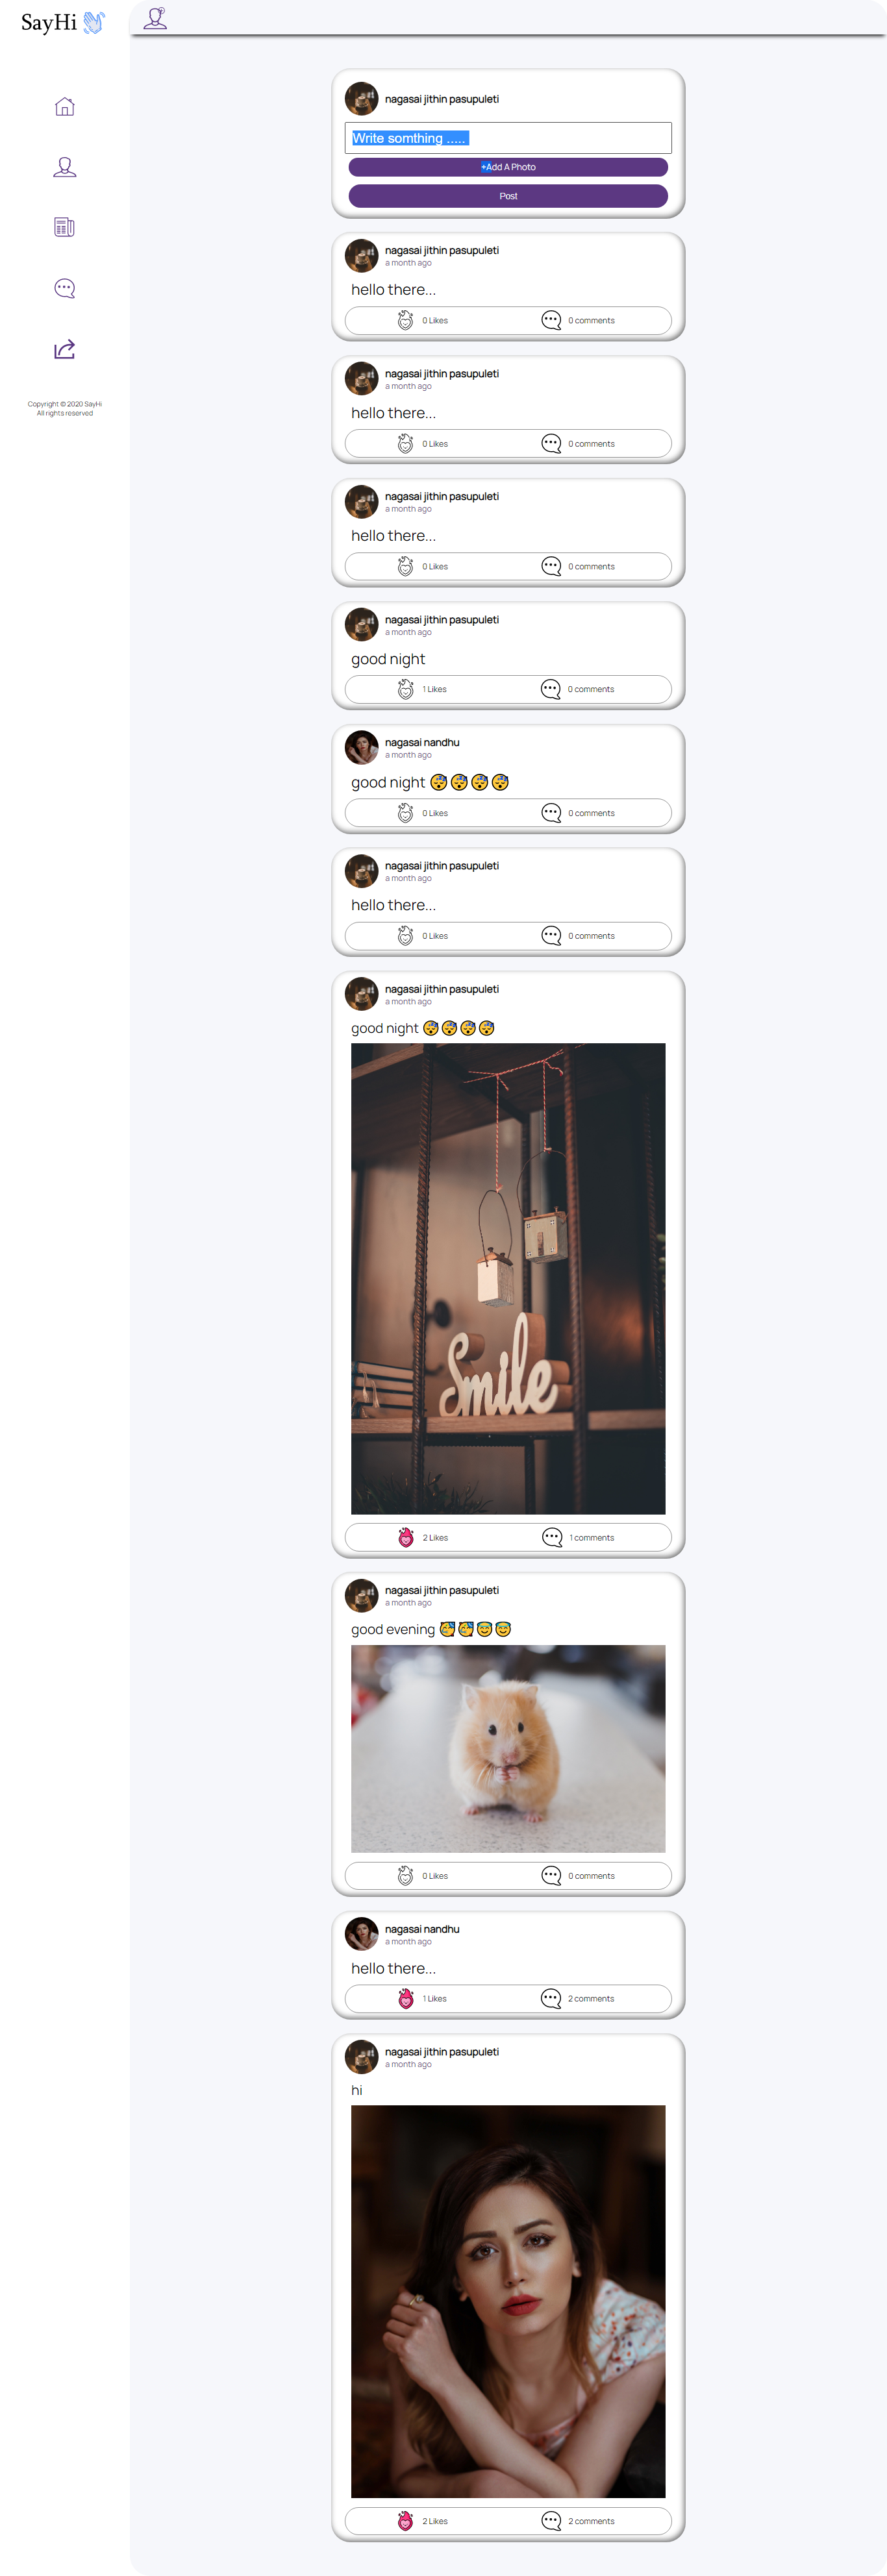 SayHi
Copyright © 2020 SayHi
All rights reserved
nagasai jithin pasupuleti
Write somthing .....
+Add A Photo
Post
nagasai jithin pasupuleti
a month ago
hello there...
0 Likes 0 comments
nagasai jithin pasupuleti
a month ago
hello there...
0 Likes 0 comments
nagasai jithin pasupuleti
a month ago
hello there...
0 Likes 0 comments
nagasai jithin pasupuleti
a month ago
good night
1 Likes 0 comments
nagasai nandhu
a month ago
good night 😴😴😴😴
0 Likes 0 comments
nagasai jithin pasupuleti
a month ago
hello there...
0 Likes 0 comments
nagasai jithin pasupuleti
a month ago
good night 😴😴😴😴
Smile
2 Likes 1 comments
nagasai jithin pasupuleti
a month ago
good evening 🥳🥳😇😇
0 Likes 0 comments
nagasai nandhu
a month ago
hello there...
1 Likes 2 comments
nagasai jithin pasupuleti
a month ago
hi
2 Likes 2 comments